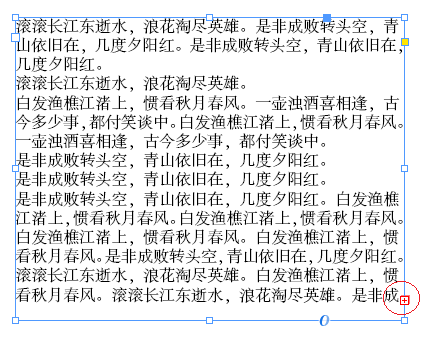 滚滚长江东逝水，浪花淘尽英雄。是非成败转头空，青
山依旧在，几度夕阳红。是非成败转头空，青山依旧在，
几度夕阳红。
滚滚长江东逝水，浪花淘尽英雄。
白发渔樵江渚上，惯看秋月春风。一壶浊酒喜相逢，古
今多少事，都付笑谈中。白发渔樵江渚上，惯看秋月春风。
一壶浊酒喜相逢，古今多少事，都付笑谈中。
是非成败转头空，青山依旧在，几度夕阳红。
是非成败转头空，青山依旧在，几度夕阳红。
是非成败转头空，青山依旧在，几度夕阳红。白发渔樵
江渚上，惯看秋月春风。白发渔樵江渚上，惯看秋月春风。
白发渔樵江渚上，惯看秋月春风。白发渔樵江渚上，惯
看秋月春风。是非成败转头空，青山依旧在，几度夕阳红。
滚滚长江东逝水，浪花淘尽英雄。白发渔樵江渚上，惯
看秋月春风。滚滚长江东逝水，浪花淘尽英雄。是非成